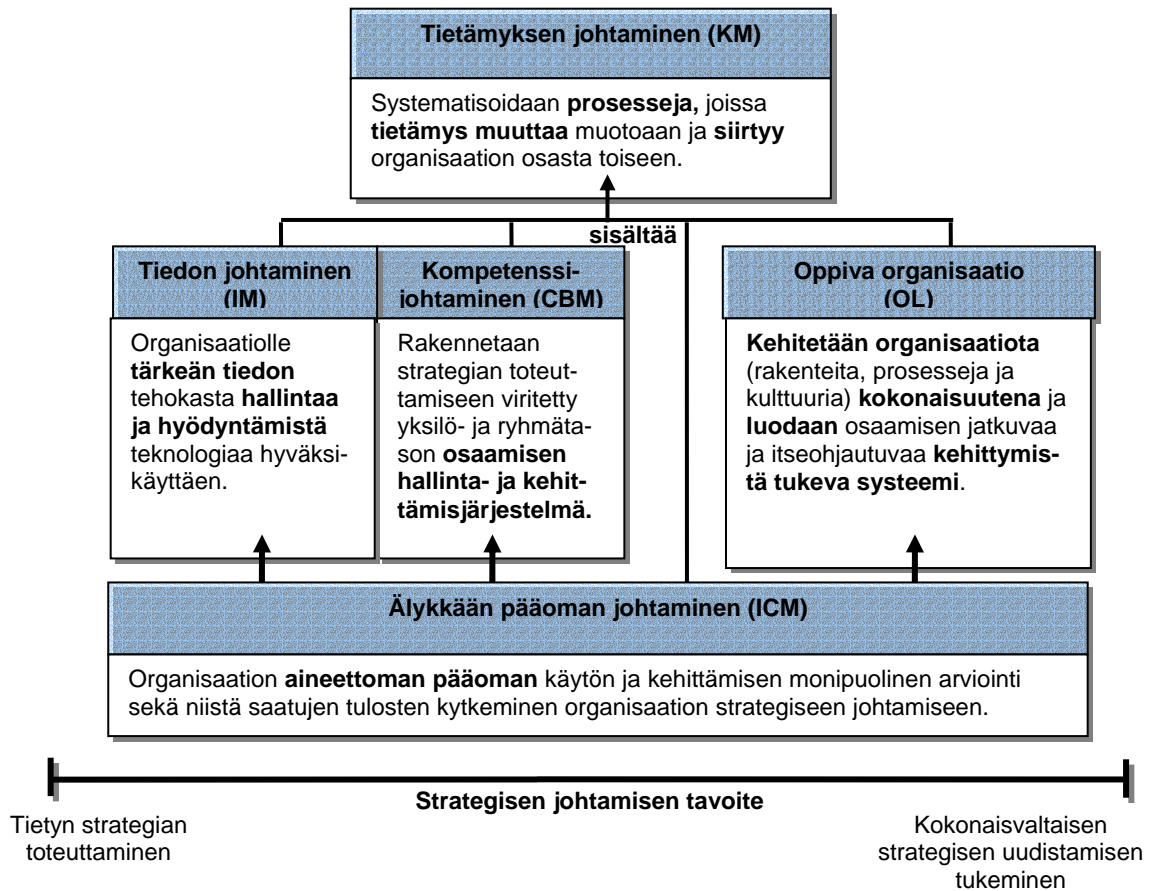 Tietämyksen johtaminen (KM)
Systematisoidaan prosesseja, joissa
tietämys muuttaa muotoaan ja siirtyy
organisaation osasta toiseen.
sisältää
Tiedon johtaminen
(IM)
Organisaatiolle
tärkeän tiedon
tehokasta hallintaa
ja hyödyntämistä
teknologiaa hyväksi-
käyttäen.
Kompetenssi-
johtaminen (CBM)
Rakennetaan
strategian toteut-
tamiseen viritetty
yksilö- ja ryhmäta-
son osaamisen
hallinta- ja kehit-
tämisjärjestelmä.
Oppiva organisaatio
(OL)
Kehitetään organisaatiota
(rakenteita, prosesseja ja
kulttuuria) kokonaisuutena ja
luodaan osaamisen jatkuvaa
ja itseohjautuvaa kehittymis-
tä tukeva systeemi.
Älykkään pääoman johtaminen (ICM)
Organisaation aineettoman pääoman käytön ja kehittämisen monipuolinen arviointi
sekä niistä saatujen tulosten kytkeminen organisaation strategiseen johtamiseen.
Strategisen johtamisen tavoite
Tietyn strategian
toteuttaminen
Kokonaisvaltaisen
strategisen uudistamisen
tukeminen